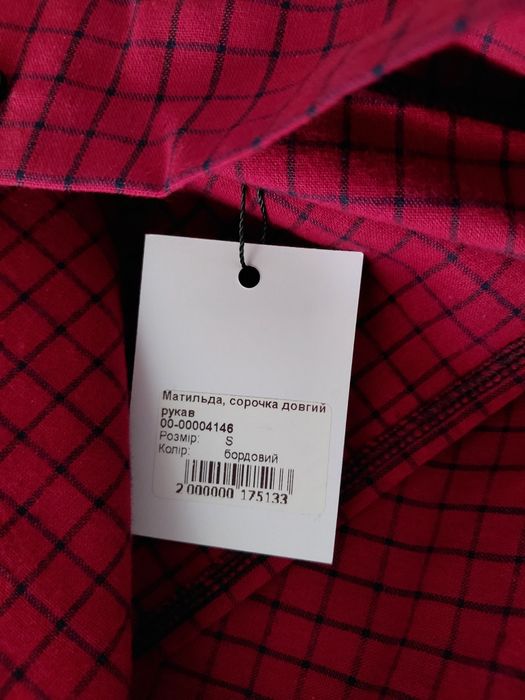 Матильда, сорочка довгий
рукав
00-00004146
Розмір: S
Колір: бордовий
2 000000 175133